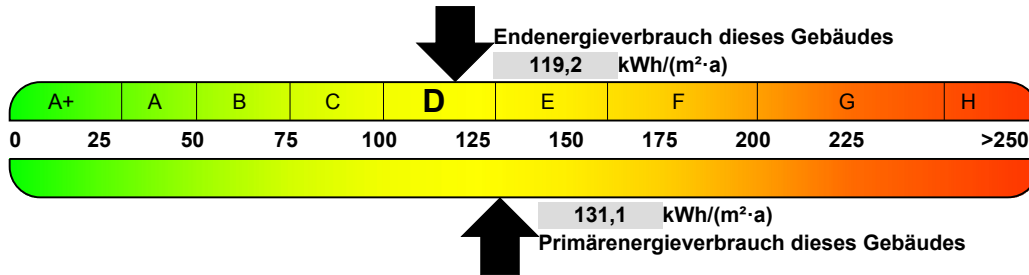 Endenergieverbrauch dieses Gebäudes
119,2 kWh/(m²·a)
A+ A B C D E F G H
0 25 50 75 100 125 150 175 200 225 >250
131,1 kWh/(m²·a)
Primärenergieverbrauch dieses Gebäudes